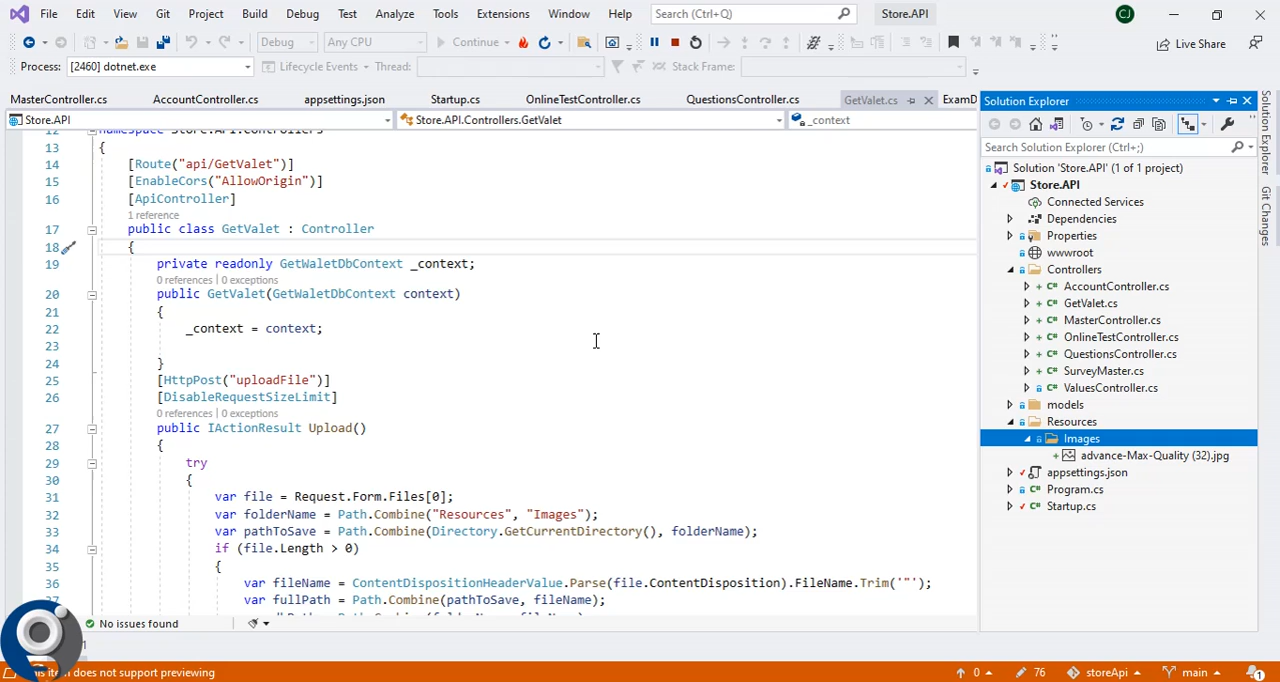 File Edit View Git Project Build Debug Test Analyze Tools Extensions Window Help Search (Ctrl+Q) Store.API CJ
Debug Any CPU Continue Live Share
Process: [2460] dotnet.exe Lifecycle Events Thread: Stack Frame:
MasterController.cs AccountController.cs appsettings.json Startup.cs OnlineTestController.cs QuestionsController.cs GetValet.cs ExamD
Store.API Store.API.Controllers.GetValet _context
13 {
14 [Route("api/GetValet")]
15 [EnableCors("AllowOrigin")]
16 [ApiController]
1 reference
17 public class GetValet : Controller
18 {
19 private readonly GetWaletDbContext _context;
0 references | 0 exceptions
20 public GetValet(GetWaletDbContext context)
21 {
22 _context = context;
23
24 }
25 [HttpPost("uploadFile")]
26 [DisableRequestSizeLimit]
0 references | 0 exceptions
27 public IActionResult Upload()
28 {
29 try
30 {
31 var file = Request.Form.Files[0];
32 var folderName = Path.Combine("Resources", "Images");
33 var pathToSave = Path.Combine(Directory.GetCurrentDirectory(), folderName);
34 if (file.Length > 0)
35 {
36 var fileName = ContentDispositionHeaderValue.Parse(file.ContentDisposition).FileName.Trim('"');
37 var fullPath = Path.Combine(pathToSave, fileName);
No issues found
Solution Explorer
Search Solution Explorer (Ctrl+;)
Solution 'Store.API' (1 of 1 project)
Store.API
Connected Services
Dependencies
Properties
wwwroot
Controllers
AccountController.cs
GetValet.cs
MasterController.cs
OnlineTestController.cs
QuestionsController.cs
SurveyMaster.cs
ValuesController.cs
models
Resources
Images
advance-Max-Quality (32).jpg
appsettings.json
Program.cs
Startup.cs
Solution Explorer
Git Changes
item does not support previewing 0 76 storeApi main 1